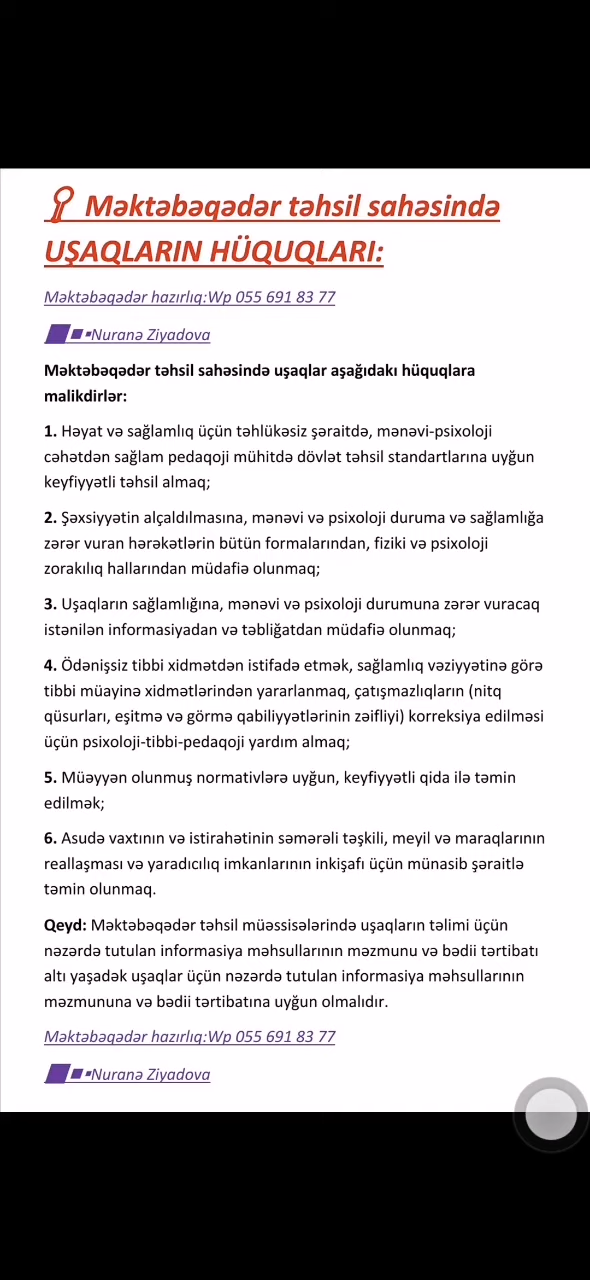 Məktəbəqədər təhsil sahəsində
UŞAQLARIN HÜQUQLARI:
Məktəbəqədər hazırlıq:Wp 055 691 83 77
Nuranə Ziyadova
Məktəbəqədər təhsil sahəsində uşaqlar aşağıdakı hüquqlara
malikdirlər:
1. Həyat və sağlamlıq üçün təhlükəsiz şəraitdə, mənəvi-psixoloji
cəhətdən sağlam pedaqoji mühitdə dövlət təhsil standartlarına uyğun
keyfiyyətli təhsil almaq;
2. Şəxsiyyətin alçaldılmasına, mənəvi və psixoloji duruma və sağlamlığa
zərər vuran hərəkətlərin bütün formalarından, fiziki və psixoloji
zorakılıq hallarından müdafiə olunmaq;
3. Uşaqların sağlamlığına, mənəvi və psixoloji durumuna zərər vuracaq
istənilən informasiyadan və təbliğatdan müdafiə olunmaq;
4. Ödənişsiz tibbi xidmətdən istifadə etmək, sağlamlıq vəziyyətinə görə
tibbi müayinə xidmətlərindən yararlanmaq, çatışmazlıqların (nitq
qüsurları, eşitmə və görmə qabiliyyətlərinin zəifliyi) korreksiya edilməsi
üçün psixoloji-tibbi-pedaqoji yardım almaq;
5. Müəyyən olunmuş normativlərə uyğun, keyfiyyətli qida ilə təmin
edilmək;
6. Asudə vaxtının və istirahətinin səmərəli təşkili, meyil və maraqlarının
reallaşması və yaradıcılıq imkanlarının inkişafı üçün münasib şəraitlə
təmin olunmaq.
Qeyd: Məktəbəqədər təhsil müəssisələrində uşaqların təlimi üçün
nəzərdə tutulan informasiya məhsullarının məzmunu və bədii tərtibatı
altı yaşadək uşaqlar üçün nəzərdə tutulan informasiya məhsullarının
məzmununa və bədii tərtibatına uyğun olmalıdır.
Məktəbəqədər hazırlıq:Wp 055 691 83 77
Nuranə Ziyadova